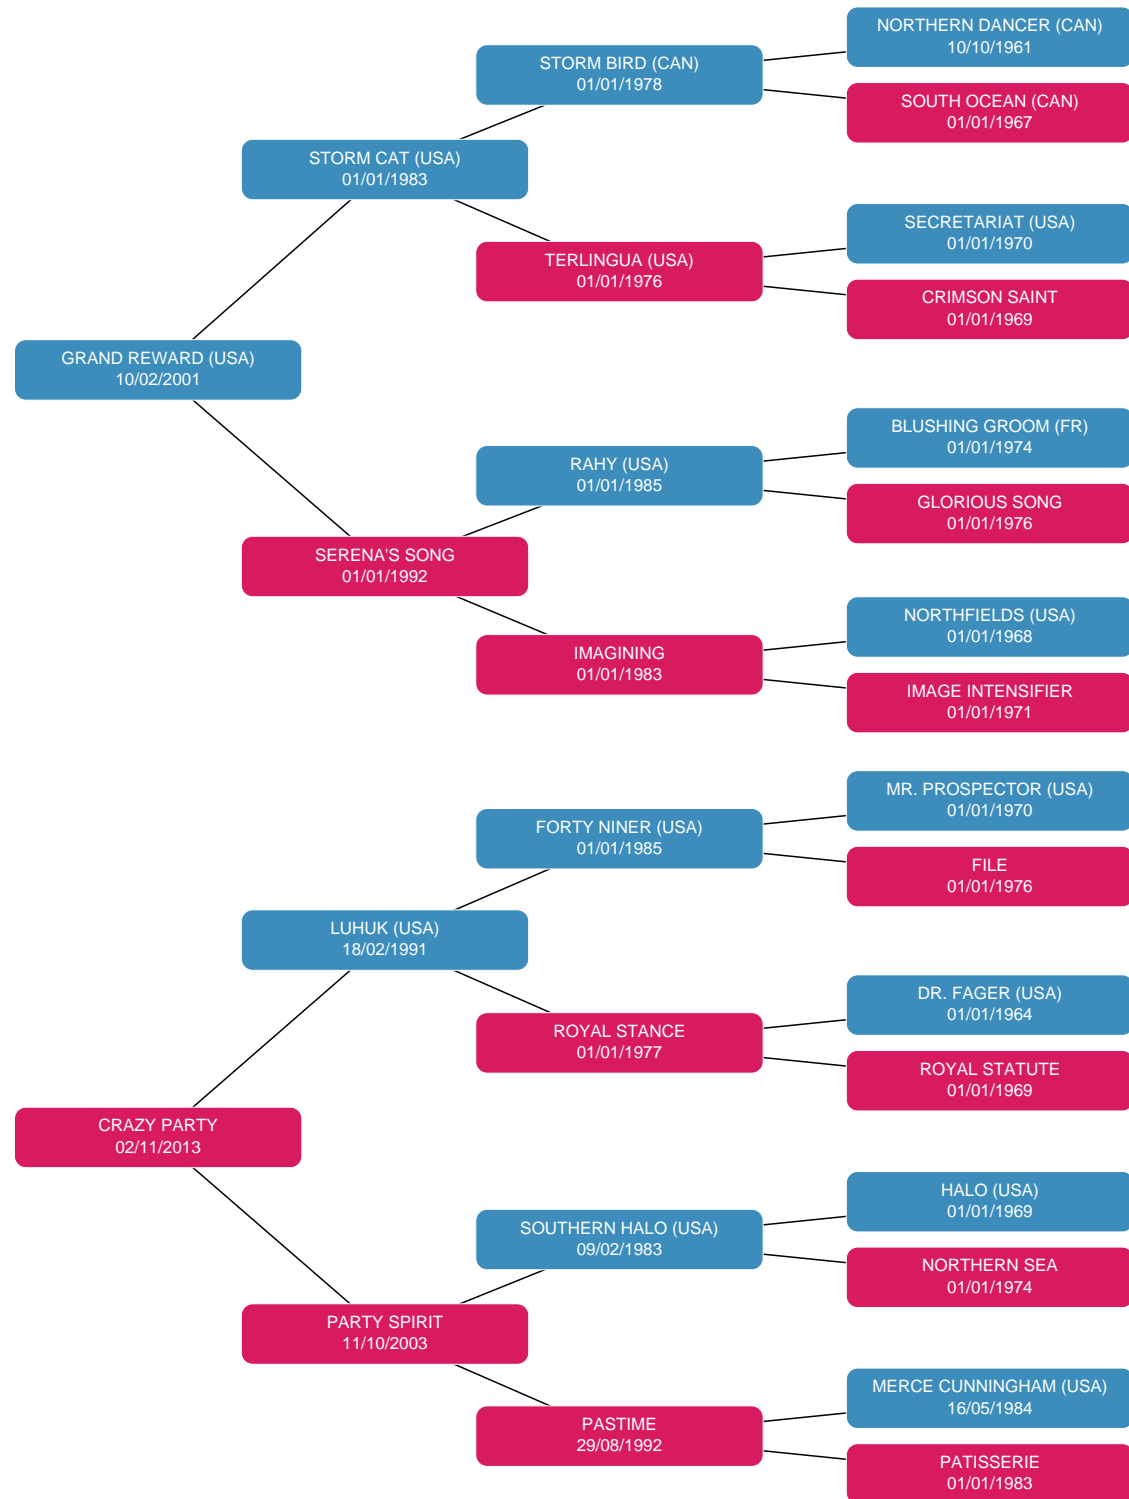 NORTHERN DANCER (CAN)
10/10/1961
STORM BIRD (CAN)
01/01/1978
SOUTH OCEAN (CAN)
01/01/1967
STORM CAT (USA)
01/01/1983
SECRETARIAT (USA)
01/01/1970
TERLINGUA (USA)
01/01/1976
CRIMSON SAINT
01/01/1969
GRAND REWARD (USA)
10/02/2001
BLUSHING GROOM (FR)
01/01/1974
RAHY (USA)
01/01/1985
GLORIOUS SONG
01/01/1976
SERENA'S SONG
01/01/1992
NORTHFIELDS (USA)
01/01/1968
IMAGINING
01/01/1983
IMAGE INTENSIFIER
01/01/1971
MR. PROSPECTOR (USA)
01/01/1970
FORTY NINER (USA)
01/01/1985
FILE
01/01/1976
LUHUK (USA)
18/02/1991
DR. FAGER (USA)
01/01/1964
ROYAL STANCE
01/01/1977
ROYAL STATUTE
01/01/1969
CRAZY PARTY
02/11/2013
HALO (USA)
01/01/1969
SOUTHERN HALO (USA)
09/02/1983
NORTHERN SEA
01/01/1974
PARTY SPIRIT
11/10/2003
MERCE CUNNINGHAM (USA)
16/05/1984
PASTIME
29/08/1992
PATISSERIE
01/01/1983